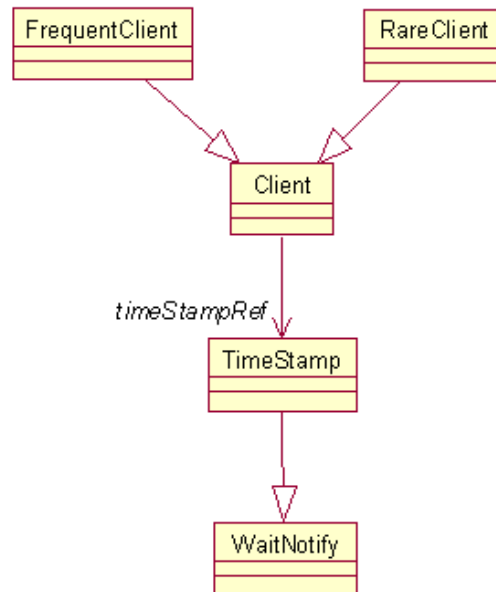 FrequentClient
RareClient
Client
timeStampRef
TimeStamp
WaitNotify